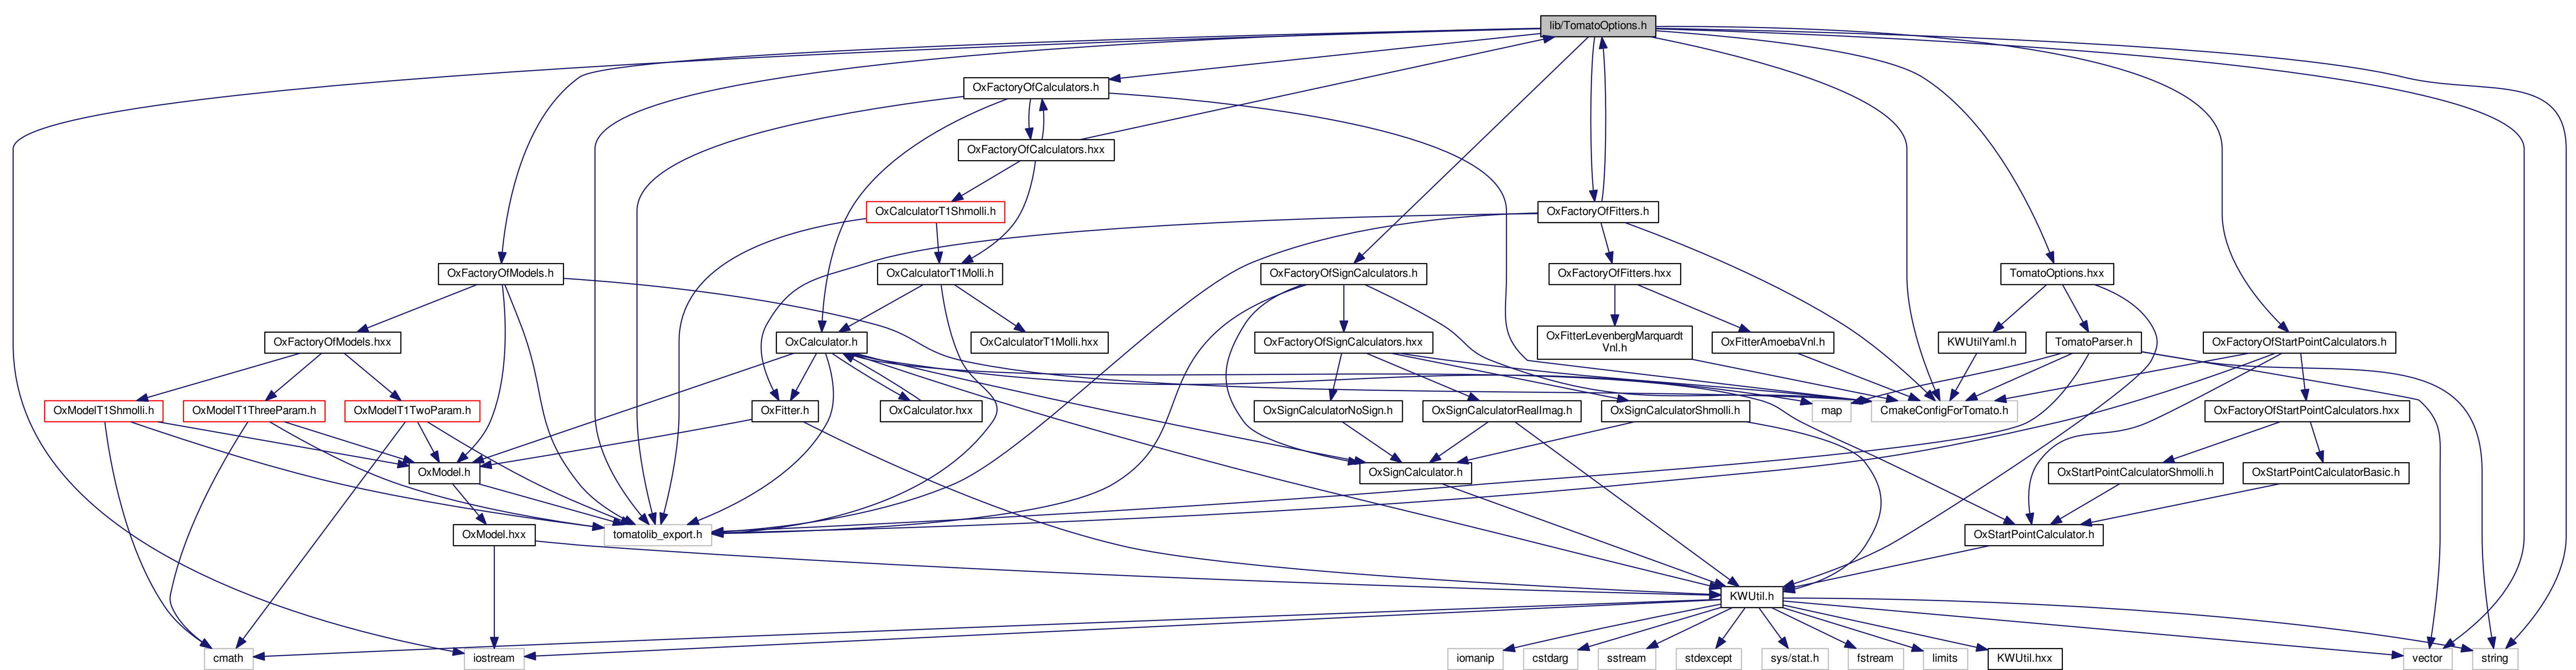 lib/TomatoOptions.h
OxFactoryOfCalculators.h
OxFactoryOfCalculators.hxx
OxCalculatorT1Shmolli.h
OxFactoryOfFitters.h
OxFactoryOfModels.h
OxCalculatorT1Molli.h
OxFactoryOfSignCalculators.h
OxFactoryOfFitters.hxx
TomatoOptions.hxx
OxFactoryOfModels.hxx
OxCalculator.h
OxCalculatorT1Molli.hxx
OxFactoryOfSignCalculators.hxx
OxFitterLevenbergMarquardt
Vnl.h
OxFitterAmoebaVnl.h
KWUtilYaml.h
TomatoParser.h
OxFactoryOfStartPointCalculators.h
OxModelT1Shmolli.h
OxModelT1ThreeParam.h
OxModelT1TwoParam.h
OxFitter.h
OxCalculator.hxx
OxSignCalculatorNoSign.h
OxSignCalculatorRealImag.h
OxSignCalculatorShmolli.h
map
CmakeConfigForTomato.h
OxFactoryOfStartPointCalculators.hxx
OxModel.h
OxSignCalculator.h
OxStartPointCalculatorShmolli.h
OxStartPointCalculatorBasic.h
OxModel.hxx
tomatolib_export.h
OxStartPointCalculator.h
KWUtil.h
cmath
iostream
iomanip
cstdarg
sstream
stdexcept
sys/stat.h
fstream
limits
KWUtil.hxx
vector
string